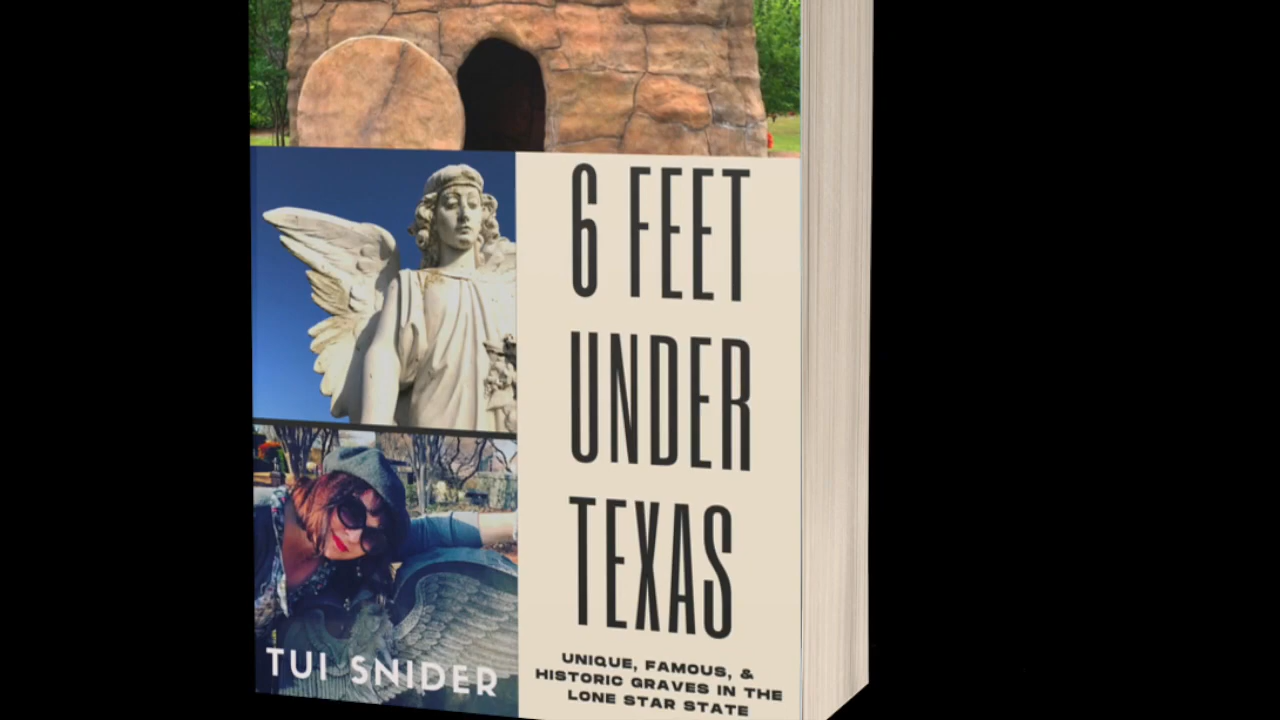 6 FEET
UNDER
TEXAS
TUI SNIDER
UNIQUE, FAMOUS, &
HISTORIC GRAVES IN THE
LONE STAR STATE